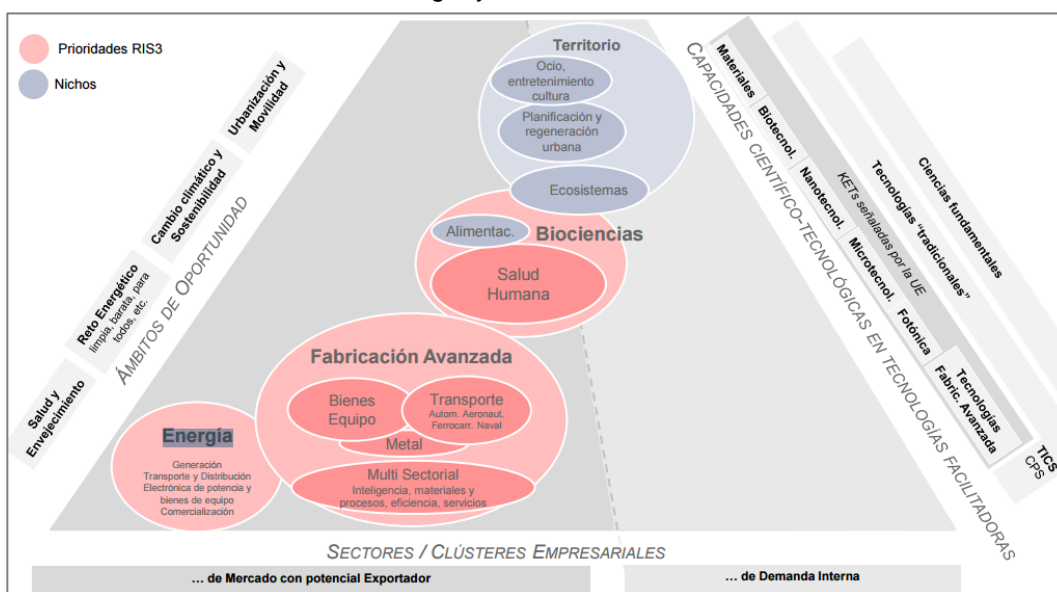 Prioridades RIS3
Nichos
Urbanización y
Movilidad
Cambio climático y
Sostenibilidad
Reto Energético
limpia, barata, para
todos, etc.
Salud y
Envejecimiento
ÁMBITOS DE OPORTUNIDAD
Territorio
Ocio,
entretenimiento
cultura
Planificación y
regeneración
urbana
Ecosistemas
Alimentac.
Biociencias
Salud
Humana
Fabricación Avanzada
Bienes
Equipo
Transporte
Autom. Aeronaut.
Ferrocarr. Naval
Metal
Multi Sectorial
Inteligencia, materiales y
procesos, eficiencia, servicios
Energía
Generación
Transporte y Distribución
Electrónica de potencia y
bienes de equipo
Comercialización
CAPACIDADES CIENTÍFICO-TECNOLÓGICAS EN TECNOLOGÍAS FACILITADORAS
Materiales
Biotecnol.
Nanotecnol.
Microtecnol.
Fotónica
Tecnologías
Fabric. Avanzada
KETs señaladas por la UE
TICS
CPS
Tecnologías "tradicionales"
Ciencias fundamentales
SECTORES / CLÚSTERES EMPRESARIALES
... de Mercado con potencial Exportador
... de Demanda Interna